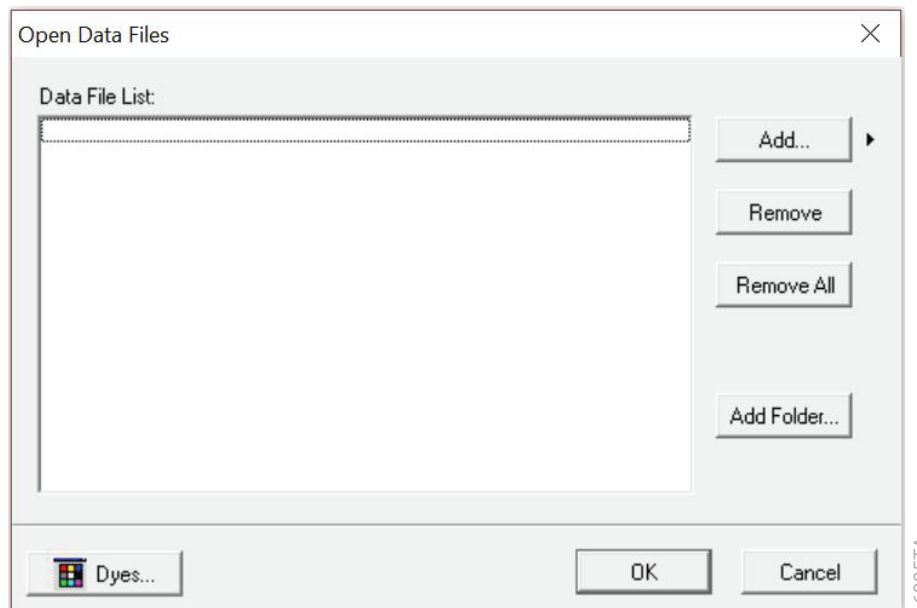 Open Data Files
Data File List:
Add...
Remove
Remove All
Add Folder...
Dyes...
OK
Cancel